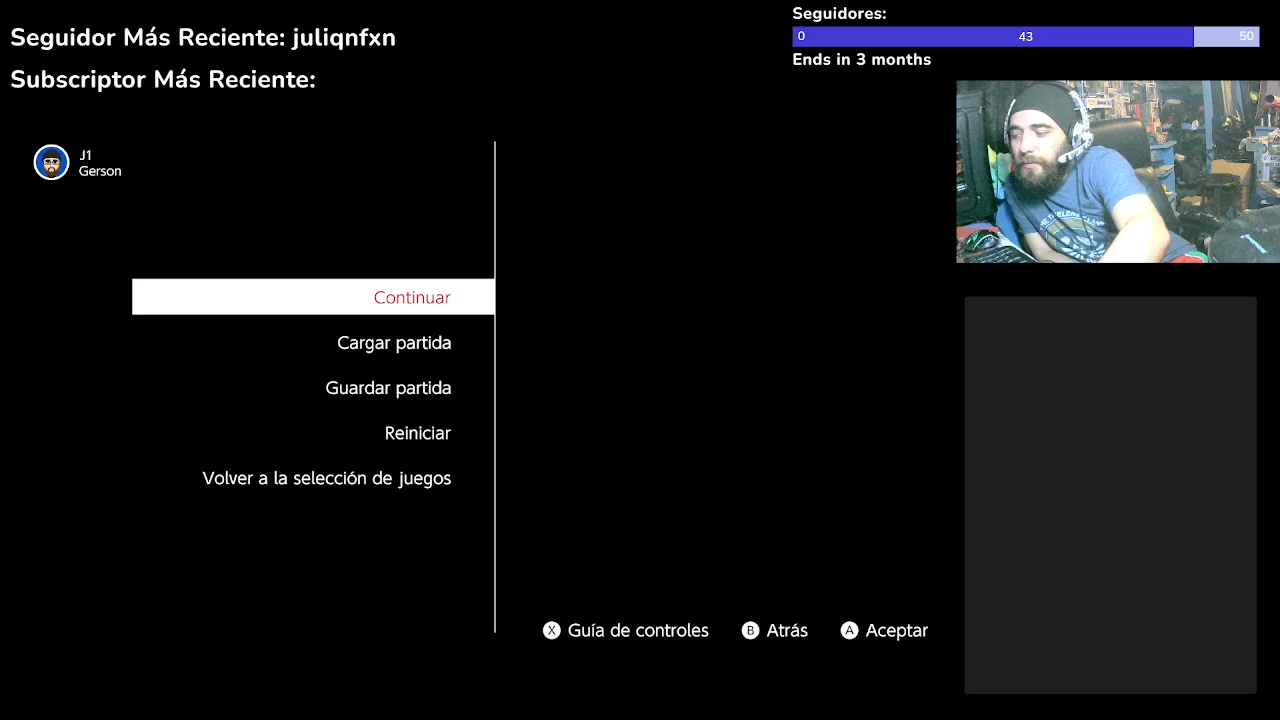 Seguidor Más Reciente: juliqnfxn
Subscriptor Más Reciente:
Seguidores:
0 43 50
Ends in 3 months
J1
Gerson
Continuar
Cargar partida
Guardar partida
Reiniciar
Volver a la selección de juegos
X Guía de controles B Atrás A Aceptar